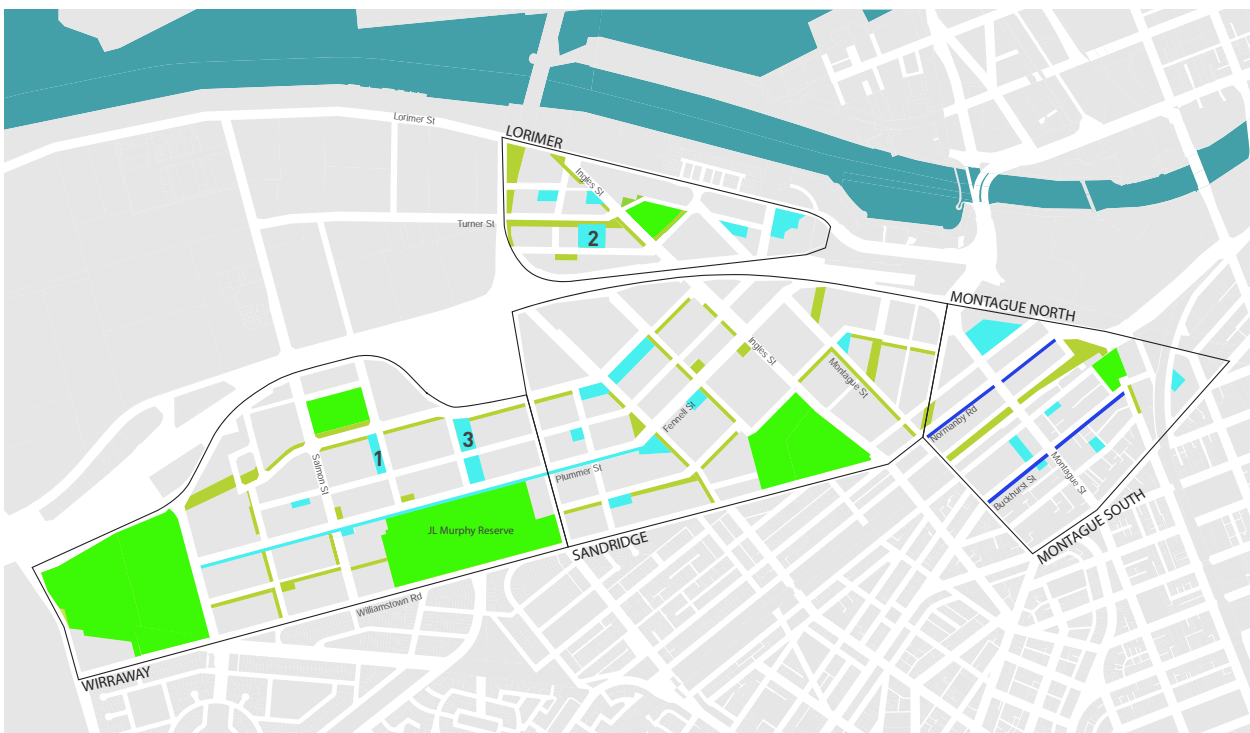 Lorimer St
LORIMER
Ingles St
Turner St
2
MONTAGUE NORTH
Ingles St
Montague St
Fennell St
Normanby Rd
3
1
Salmon St
Plummer St
Montague St
Buckhurst St
JL Murphy Reserve
SANDRIDGE
MONTAGUE SOUTH
Williamstown Rd
WIRRAWAY